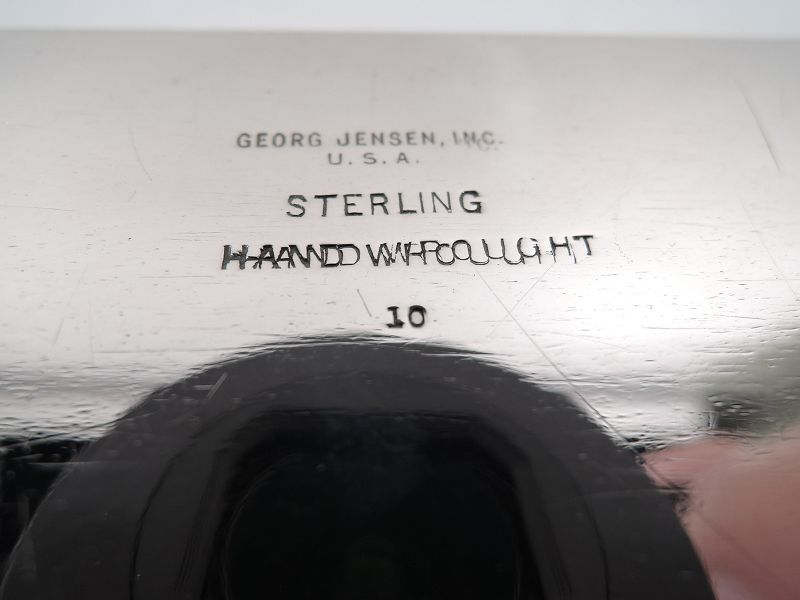 GEORG JENSEN, INC.
U. S. A.
STERLING
HAND WROUGHT
10